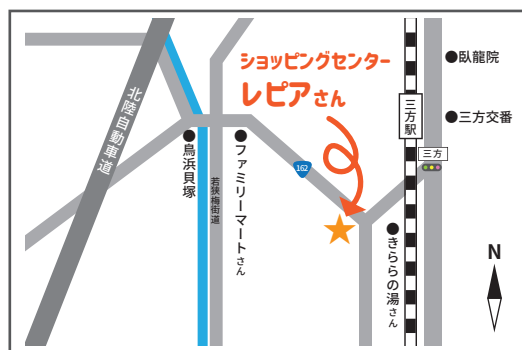 ショッピングセンター
レピアさん
北陸自動車道
鳥浜貝塚
若狭梅街道
ファミリーマートさん
162
三方駅
三方
臥龍院
三方交番
きららの湯さん
N